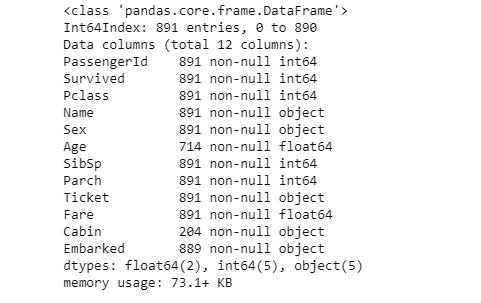 <class 'pandas.core.frame.DataFrame'>
Int64Index: 891 entries, 0 to 890
Data columns (total 12 columns):
PassengerId    891 non-null int64
Survived       891 non-null int64
Pclass         891 non-null int64
Name           891 non-null object
Sex            891 non-null object
Age            714 non-null float64
SibSp          891 non-null int64
Parch          891 non-null int64
Ticket         891 non-null object
Fare           891 non-null float64
Cabin          204 non-null object
Embarked       889 non-null object
dtypes: float64(2), int64(5), object(5)
memory usage: 73.1+ KB